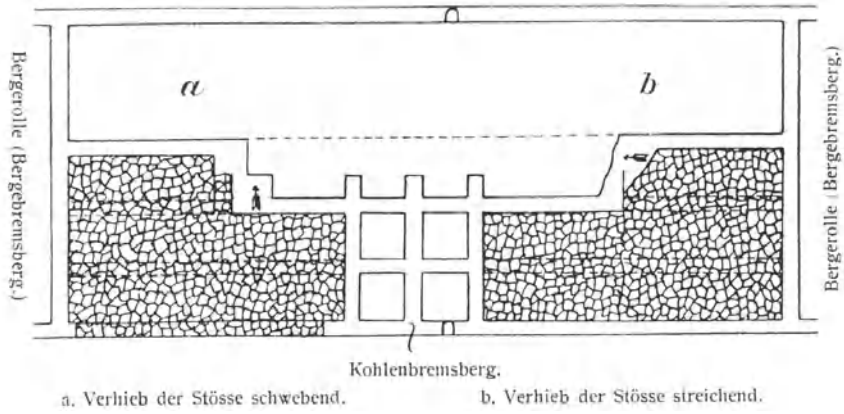 Bergerolle (Bergebremsberg.)
a
b
Bergerolle (Bergebremsberg.)
Kohlenbremsberg.
a. Verhieb der Stösse schwebend.
b. Verhieb der Stösse streichend.